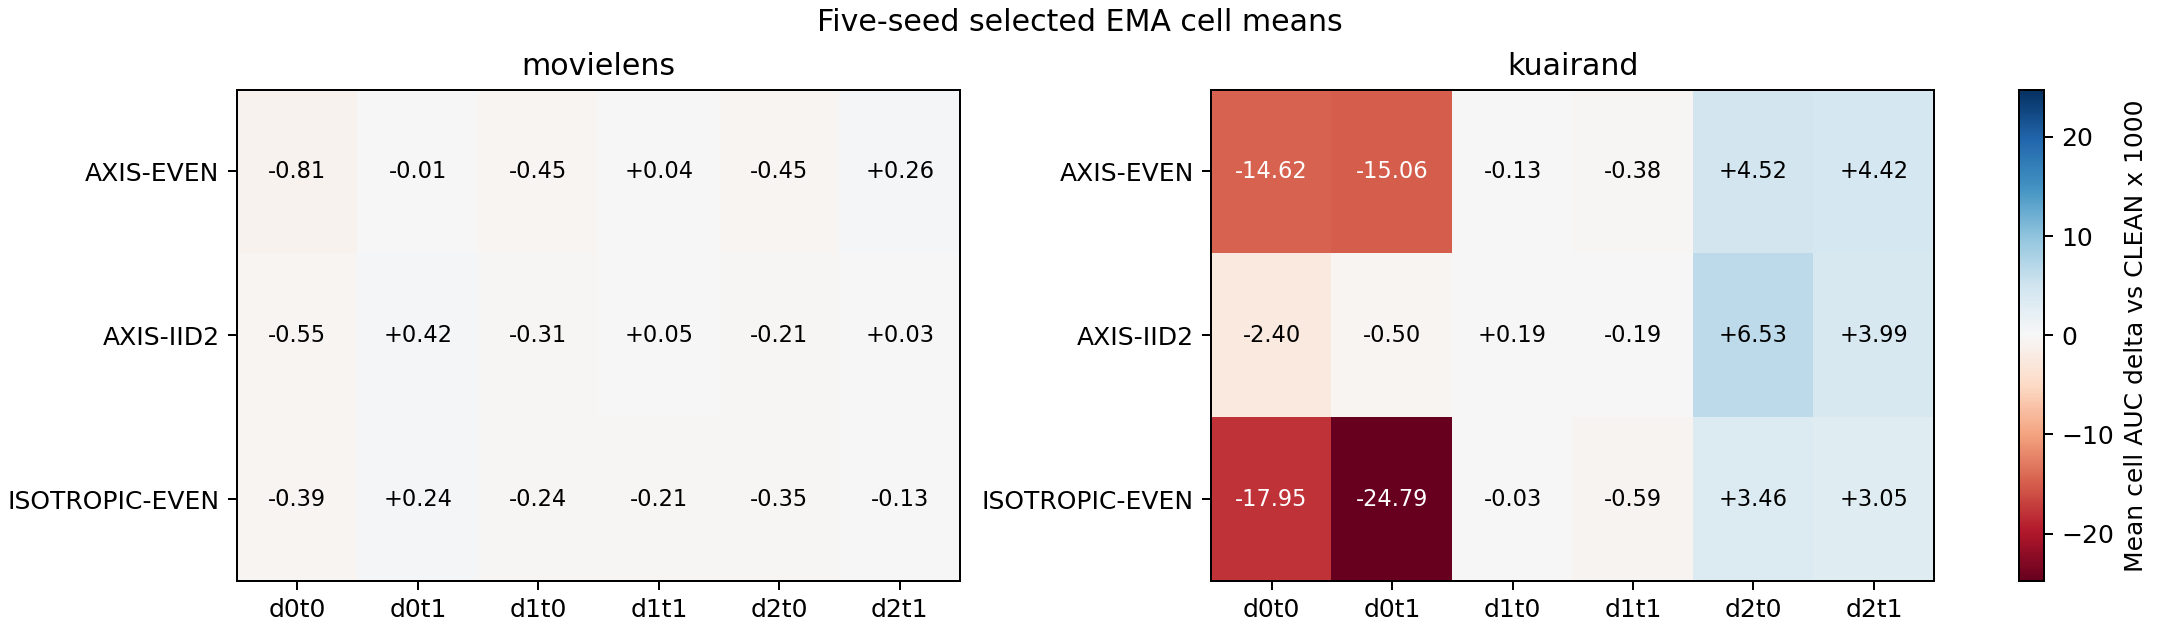 Five-seed selected EMA cell means
movielens
AXIS-EVEN -0.81 -0.01 -0.45 +0.04 -0.45 +0.26
AXIS-IID2 -0.55 +0.42 -0.31 +0.05 -0.21 +0.03
ISOTROPIC-EVEN -0.39 +0.24 -0.24 -0.21 -0.35 -0.13
d0t0 d0t1 d1t0 d1t1 d2t0 d2t1
kuairand
AXIS-EVEN -14.62 -15.06 -0.13 -0.38 +4.52 +4.42
AXIS-IID2 -2.40 -0.50 +0.19 -0.19 +6.53 +3.99
ISOTROPIC-EVEN -17.95 -24.79 -0.03 -0.59 +3.46 +3.05
d0t0 d0t1 d1t0 d1t1 d2t0 d2t1
20
10
0
−10
−20
Mean cell AUC delta vs CLEAN x 1000